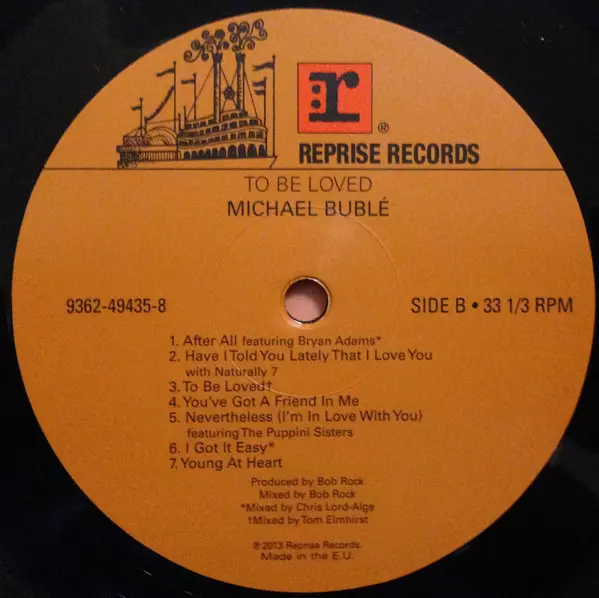 r
®
REPRISE RECORDS
TO BE LOVED
MICHAEL BUBLÉ
9362-49435-8
SIDE B • 33 1/3 RPM
1. After All featuring Bryan Adams*
2. Have I Told You Lately That I Love You
with Naturally 7
3. To Be Loved†
4. You've Got A Friend In Me
5. Nevertheless (I'm In Love With You)
featuring The Puppini Sisters
6. I Got It Easy*
7. Young At Heart
Produced by Bob Rock
Mixed by Bob Rock
*Mixed by Chris Lord-Alge
†Mixed by Tom Elmhirst
℗ 2013 Reprise Records.
Made in the E.U.